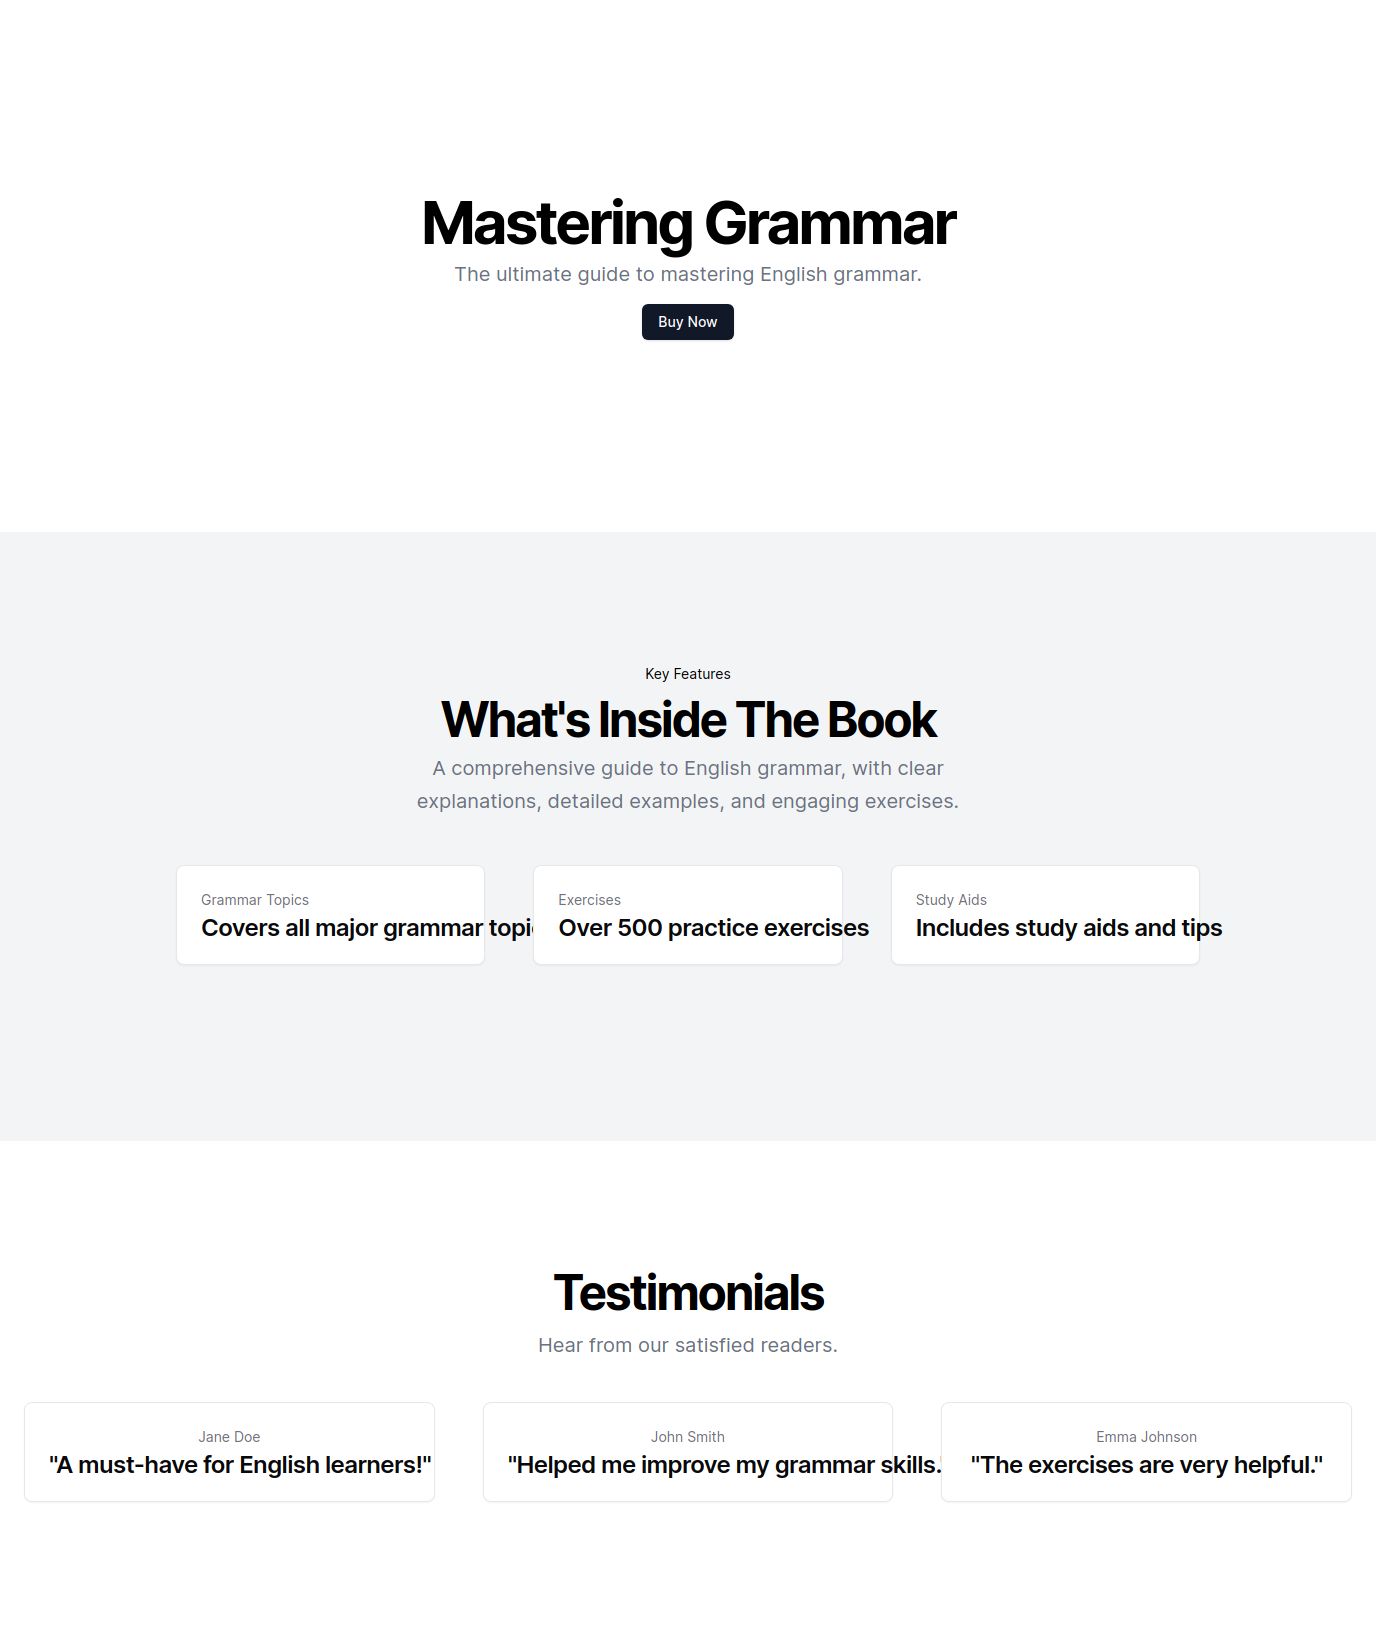 Mastering Grammar
The ultimate guide to mastering English grammar.
Buy Now
Key Features
What's Inside The Book
A comprehensive guide to English grammar, with clear
explanations, detailed examples, and engaging exercises.
Grammar Topics
Covers all major grammar topi
Exercises
Over 500 practice exercises
Study Aids
Includes study aids and tips
Testimonials
Hear from our satisfied readers.
Jane Doe
"A must-have for English learners!"
John Smith
"Helped me improve my grammar skills."
Emma Johnson
"The exercises are very helpful."